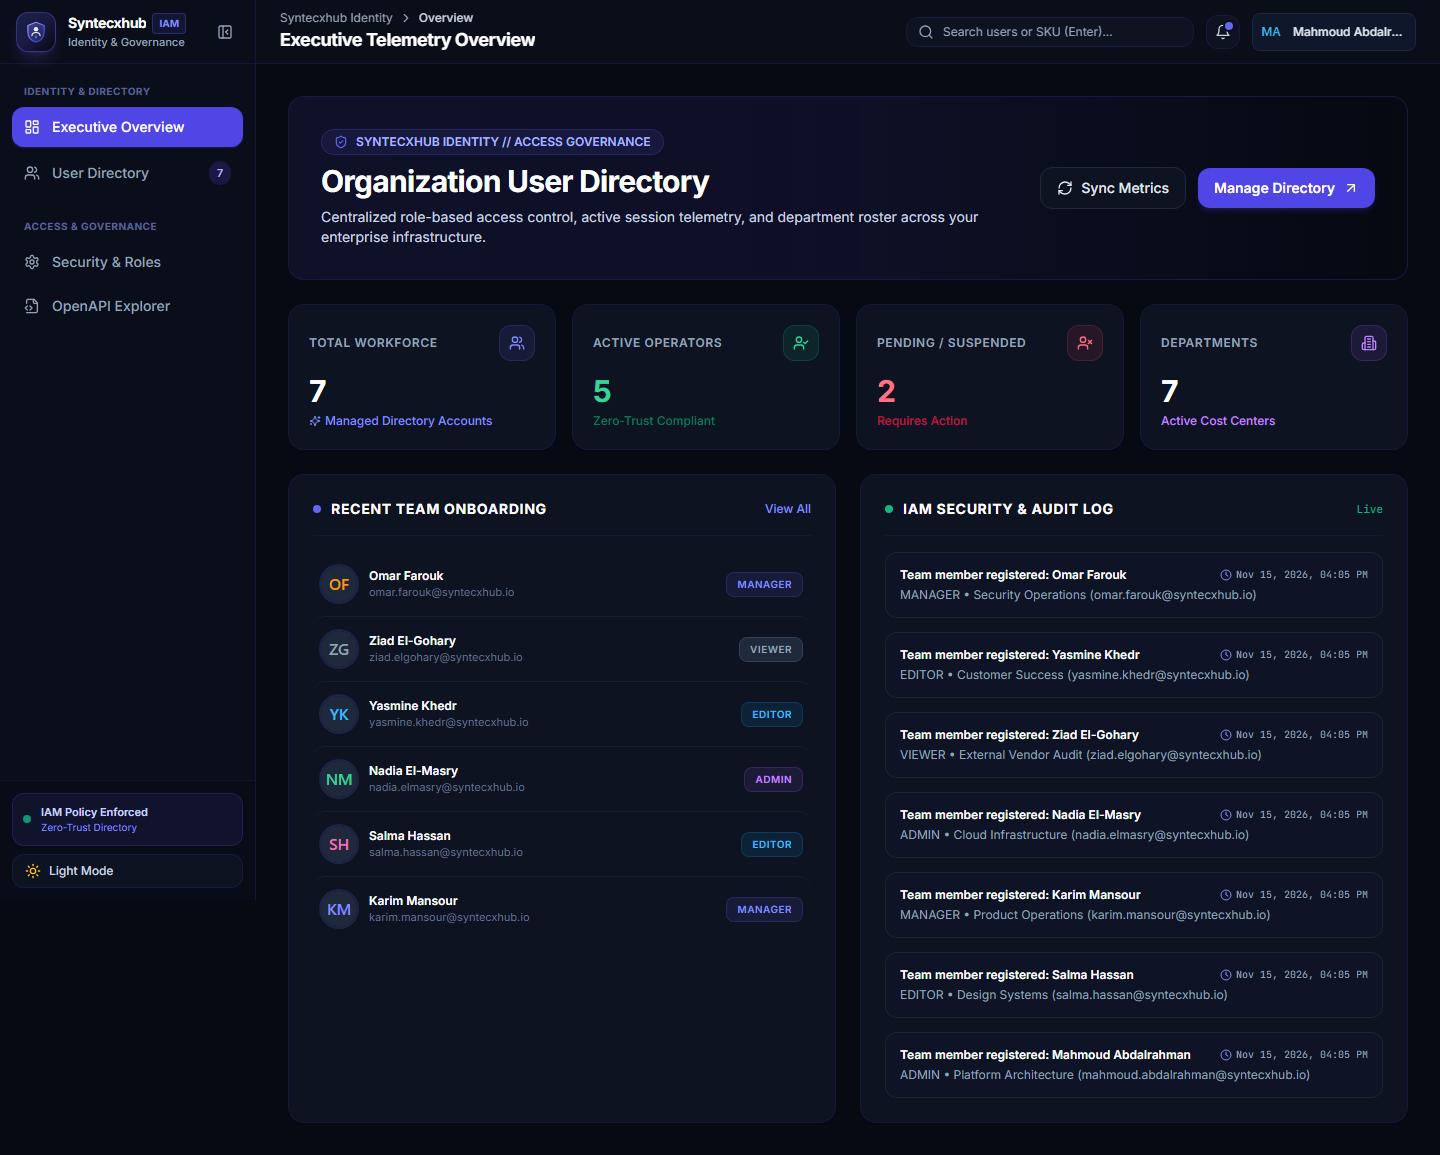 Syntecxhub IAM
Identity & Governance
IDENTITY & DIRECTORY
Executive Overview
User Directory 7
ACCESS & GOVERNANCE
Security & Roles
OpenAPI Explorer
IAM Policy Enforced
Zero-Trust Directory
Light Mode
Syntecxhub Identity > Overview
Executive Telemetry Overview
Search users or SKU (Enter)...
MA Mahmoud Abdalr...
SYNTECXHUB IDENTITY // ACCESS GOVERNANCE
Organization User Directory
Centralized role-based access control, active session telemetry, and department roster across your
enterprise infrastructure.
Sync Metrics
Manage Directory
TOTAL WORKFORCE
7
Managed Directory Accounts
ACTIVE OPERATORS
5
Zero-Trust Compliant
PENDING / SUSPENDED
2
Requires Action
DEPARTMENTS
7
Active Cost Centers
RECENT TEAM ONBOARDING View All
OF Omar Farouk MANAGER
omar.farouk@syntecxhub.io
ZG Ziad El-Gohary VIEWER
ziad.elgohary@syntecxhub.io
YK Yasmine Khedr EDITOR
yasmine.khedr@syntecxhub.io
NM Nadia El-Masry ADMIN
nadia.elmasry@syntecxhub.io
SH Salma Hassan EDITOR
salma.hassan@syntecxhub.io
KM Karim Mansour MANAGER
karim.mansour@syntecxhub.io
IAM SECURITY & AUDIT LOG Live
Team member registered: Omar Farouk Nov 15, 2026, 04:05 PM
MANAGER • Security Operations (omar.farouk@syntecxhub.io)
Team member registered: Yasmine Khedr Nov 15, 2026, 04:05 PM
EDITOR • Customer Success (yasmine.khedr@syntecxhub.io)
Team member registered: Ziad El-Gohary Nov 15, 2026, 04:05 PM
VIEWER • External Vendor Audit (ziad.elgohary@syntecxhub.io)
Team member registered: Nadia El-Masry Nov 15, 2026, 04:05 PM
ADMIN • Cloud Infrastructure (nadia.elmasry@syntecxhub.io)
Team member registered: Karim Mansour Nov 15, 2026, 04:05 PM
MANAGER • Product Operations (karim.mansour@syntecxhub.io)
Team member registered: Salma Hassan Nov 15, 2026, 04:05 PM
EDITOR • Design Systems (salma.hassan@syntecxhub.io)
Team member registered: Mahmoud Abdalrahman Nov 15, 2026, 04:05 PM
ADMIN • Platform Architecture (mahmoud.abdalrahman@syntecxhub.io)